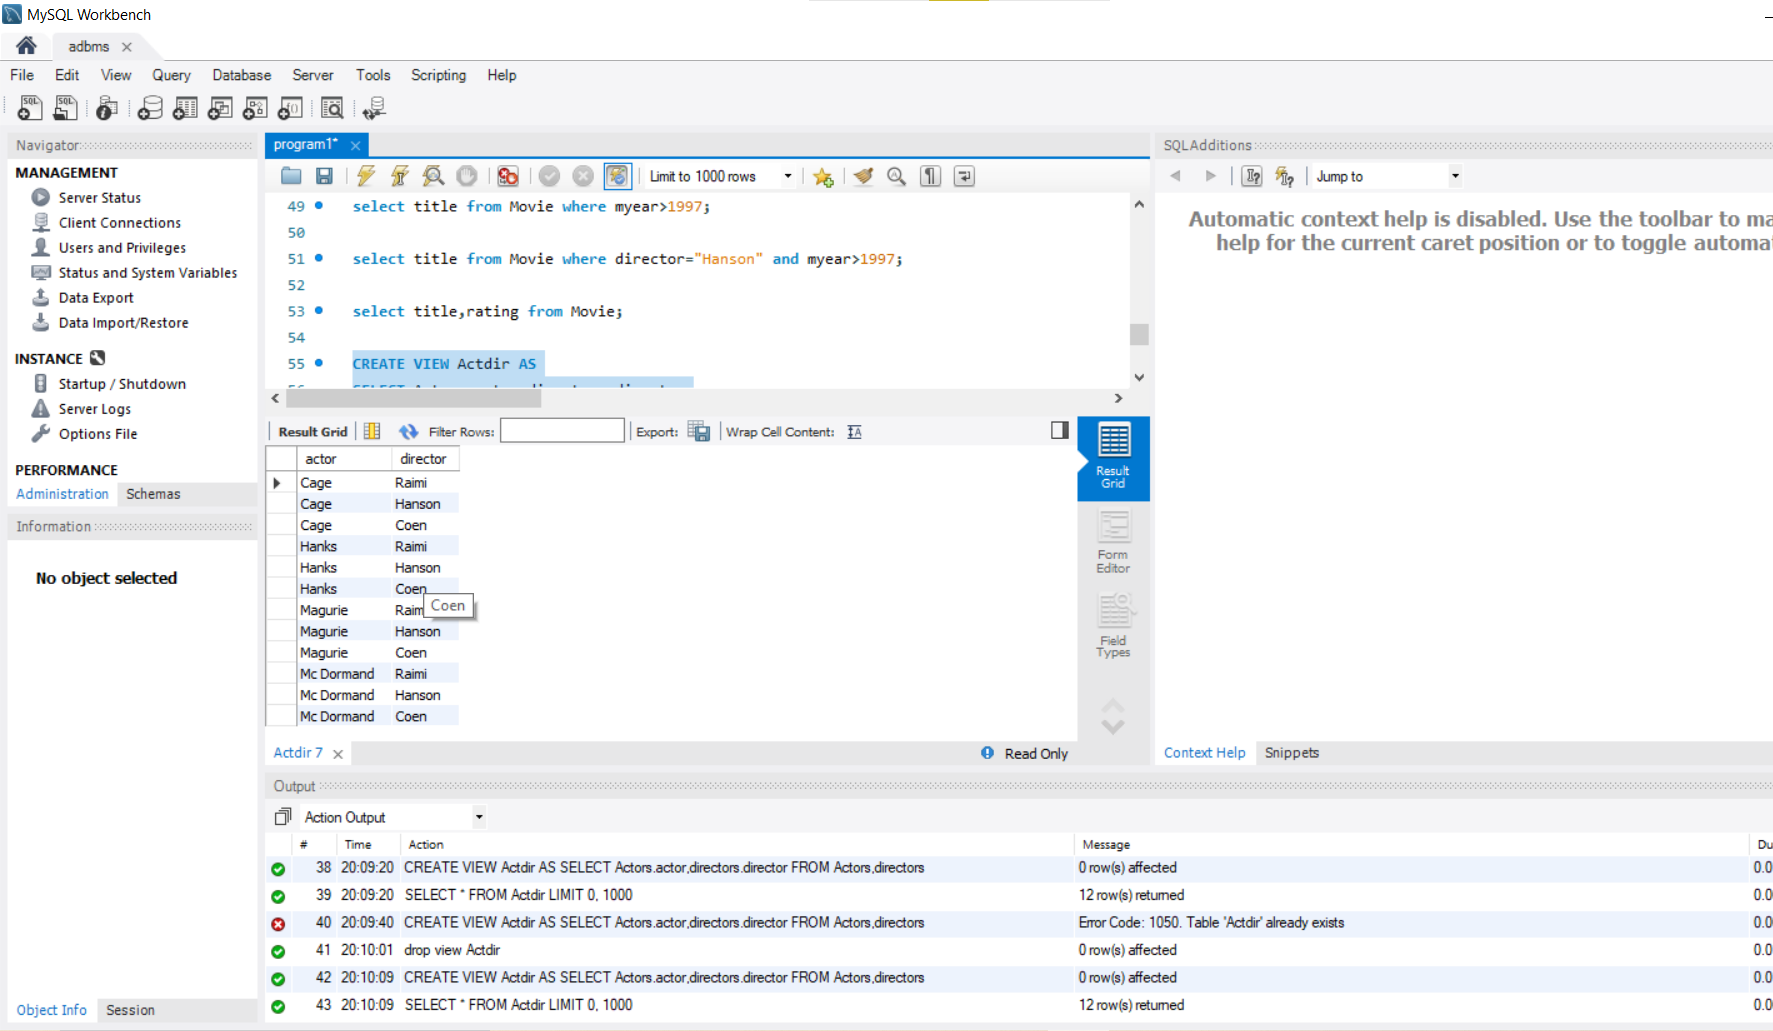 MySQL Workbench
adbms
File Edit View Query Database Server Tools Scripting Help
Navigator
MANAGEMENT
Server Status
Client Connections
Users and Privileges
Status and System Variables
Data Export
Data Import/Restore
INSTANCE
Startup / Shutdown
Server Logs
Options File
PERFORMANCE
Administration Schemas
Information
No object selected
Object Info Session
program1*
Limit to 1000 rows
49 select title from Movie where myear>1997;
50
51 select title from Movie where director="Hanson" and myear>1997;
52
53 select title,rating from Movie;
54
55 CREATE VIEW Actdir AS
Result Grid Filter Rows: Export: Wrap Cell Content:
actor director
Cage Raimi
Cage Hanson
Cage Coen
Hanks Raimi
Hanks Hanson
Hanks Coen
Coen
Magurie Raim
Magurie Hanson
Magurie Coen
Mc Dormand Raimi
Mc Dormand Hanson
Mc Dormand Coen
Result
Grid
Form
Editor
Field
Types
Actdir 7 Read Only
SQLAdditions
Jump to
Automatic context help is disabled. Use the toolbar to ma
help for the current caret position or to toggle automat
Context Help Snippets
Output
Action Output
# Time Action Message Du
38 20:09:20 CREATE VIEW Actdir AS SELECT Actors.actor,directors.director FROM Actors,directors 0 row(s) affected 0.0
39 20:09:20 SELECT * FROM Actdir LIMIT 0, 1000 12 row(s) returned 0.0
40 20:09:40 CREATE VIEW Actdir AS SELECT Actors.actor,directors.director FROM Actors,directors Error Code: 1050. Table 'Actdir' already exists 0.0
41 20:10:01 drop view Actdir 0 row(s) affected 0.0
42 20:10:09 CREATE VIEW Actdir AS SELECT Actors.actor,directors.director FROM Actors,directors 0 row(s) affected 0.0
43 20:10:09 SELECT * FROM Actdir LIMIT 0, 1000 12 row(s) returned 0.0